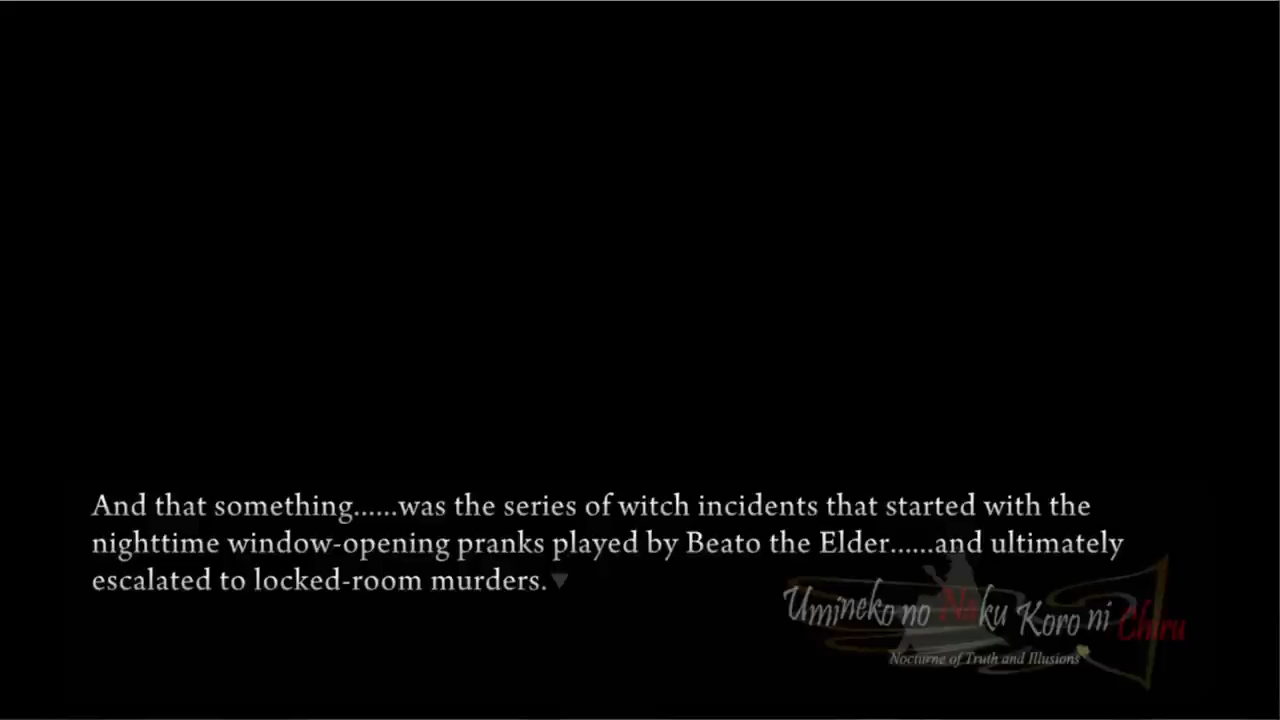 And that something......was the series of witch incidents that started with the
nighttime window-opening pranks played by Beato the Elder......and ultimately
escalated to locked-room murders.
Umineko no Naku Koro ni Chiru
Nocturne of Truth and Illusions